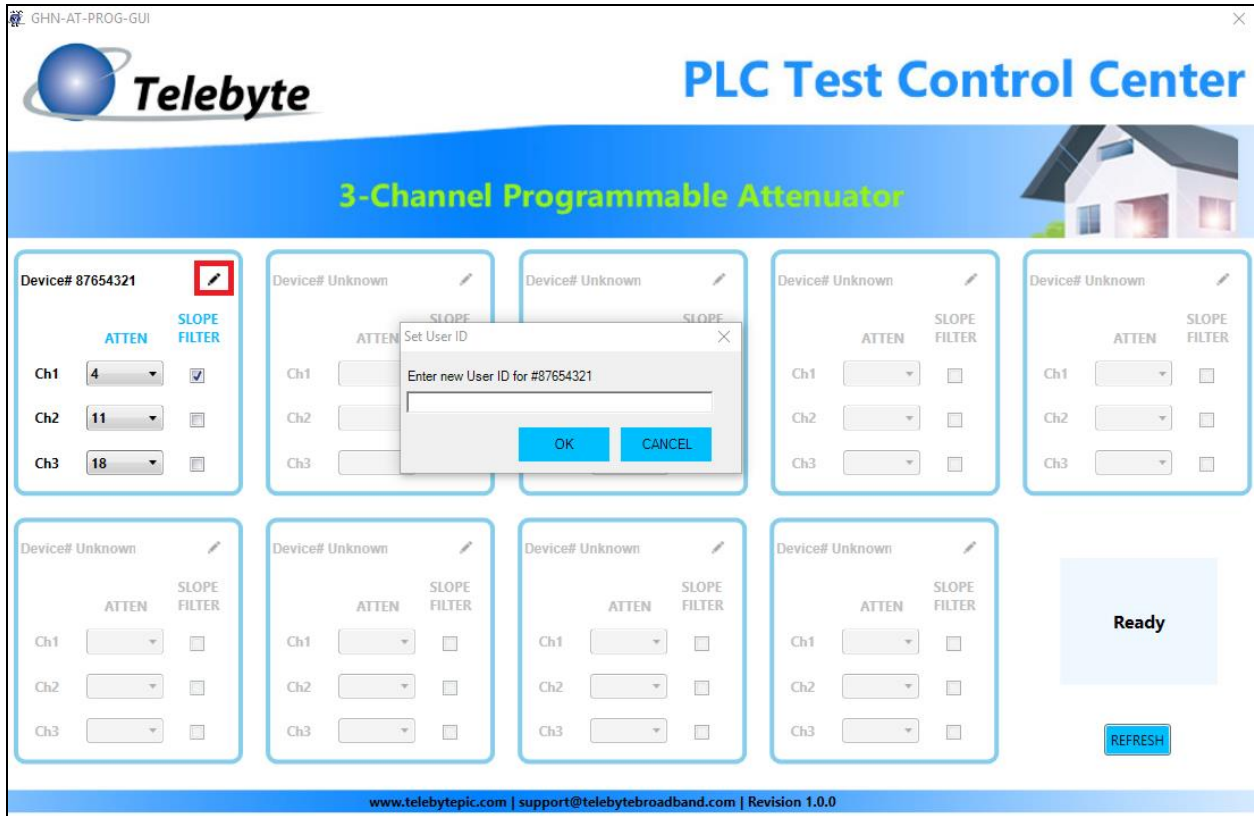 GHN-AT-PROG-GUI
Telebyte
PLC Test Control Center
3-Channel Programmable Attenuator
Device# 87654321
ATTEN
SLOPE
FILTER
Ch1 4
Ch2 11
Ch3 18
Device# Unknown
ATTEN
SLOPE
Ch1
Ch2
Ch3
Device# Unknown
SLOPE
Set User ID
Enter new User ID for #87654321
OK CANCEL
Device# Unknown
ATTEN
SLOPE
FILTER
Ch1
Ch2
Ch3
Device# Unknown
ATTEN
SLOPE
FILTER
Ch1
Ch2
Ch3
Device# Unknown
ATTEN
SLOPE
FILTER
Ch1
Ch2
Ch3
Device# Unknown
ATTEN
SLOPE
FILTER
Ch1
Ch2
Ch3
Device# Unknown
ATTEN
SLOPE
FILTER
Ch1
Ch2
Ch3
Device# Unknown
ATTEN
SLOPE
FILTER
Ch1
Ch2
Ch3
Ready
REFRESH
www.telebytepic.com | support@telebytebroadband.com | Revision 1.0.0